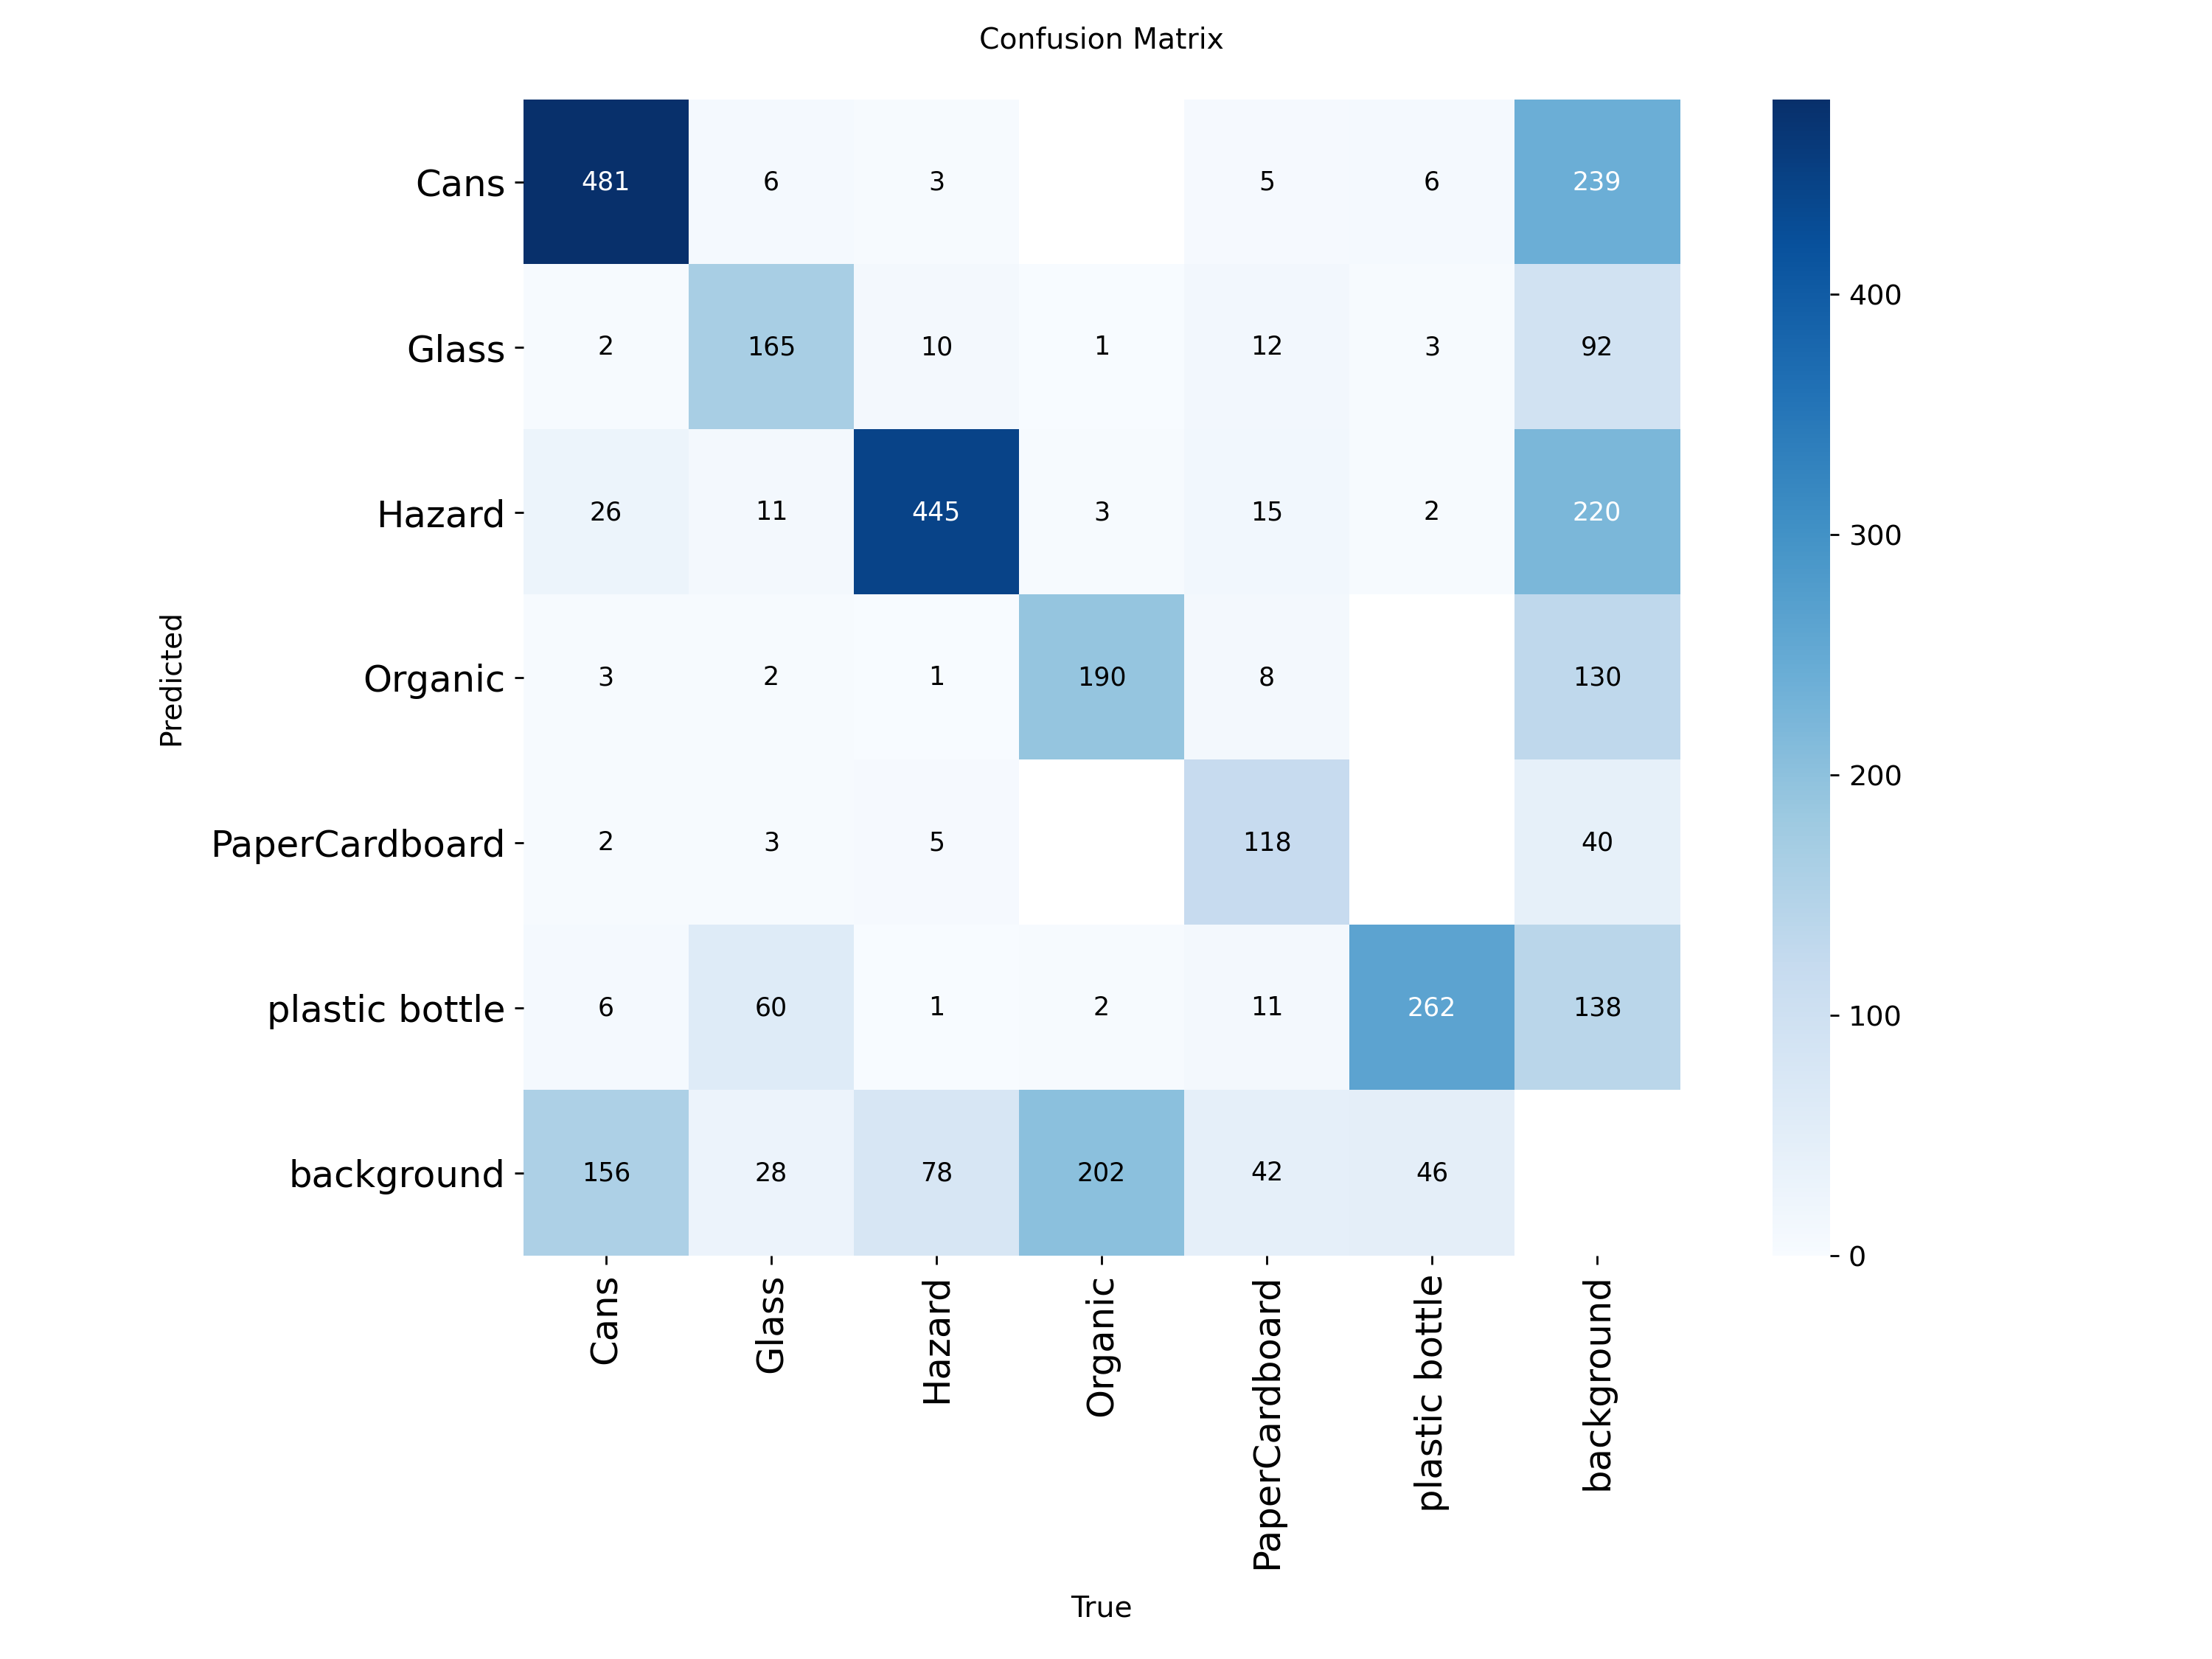 Confusion Matrix
Cans 481 6 3 5 6 239
Glass 2 165 10 1 12 3 92
Hazard 26 11 445 3 15 2 220
Organic 3 2 1 190 8 130
PaperCardboard 2 3 5 118 40
plastic bottle 6 60 1 2 11 262 138
background 156 28 78 202 42 46
Cans Glass Hazard Organic PaperCardboard plastic bottle background
True
Predicted
400
300
200
100
0